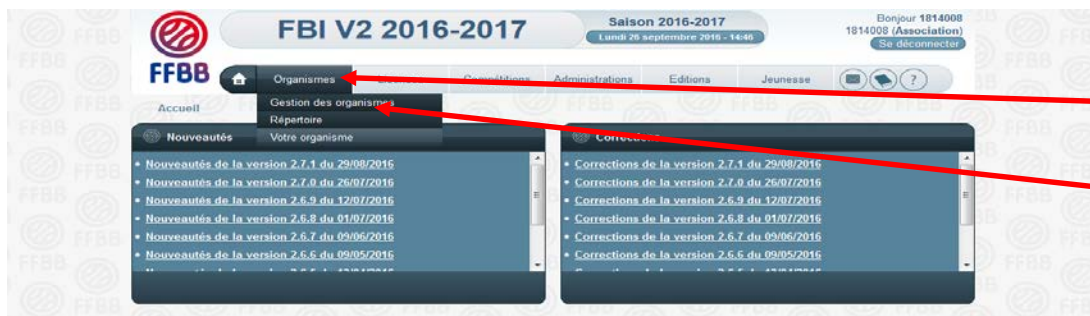 FBI V2 2016-2017
Saison 2016-2017
Lundi 26 septembre 2016 - 14:46
Bonjour 1814008
1814008 (Association)
Se déconnecter
FFBB
Organismes
Compétitions
Administrations
Editions
Jeunesse
?
Accueil
Gestion des organismes
Répertoire
Votre organisme
Nouveautés
• Nouveautés de la version 2.7.1 du 29/08/2016
• Nouveautés de la version 2.7.0 du 26/07/2016
• Nouveautés de la version 2.6.9 du 12/07/2016
• Nouveautés de la version 2.6.8 du 01/07/2016
• Nouveautés de la version 2.6.7 du 09/06/2016
• Nouveautés de la version 2.6.6 du 09/05/2016
Corrections
• Corrections de la version 2.7.1 du 29/08/2016
• Corrections de la version 2.7.0 du 26/07/2016
• Corrections de la version 2.6.9 du 12/07/2016
• Corrections de la version 2.6.8 du 01/07/2016
• Corrections de la version 2.6.7 du 09/06/2016
• Corrections de la version 2.6.6 du 09/05/2016